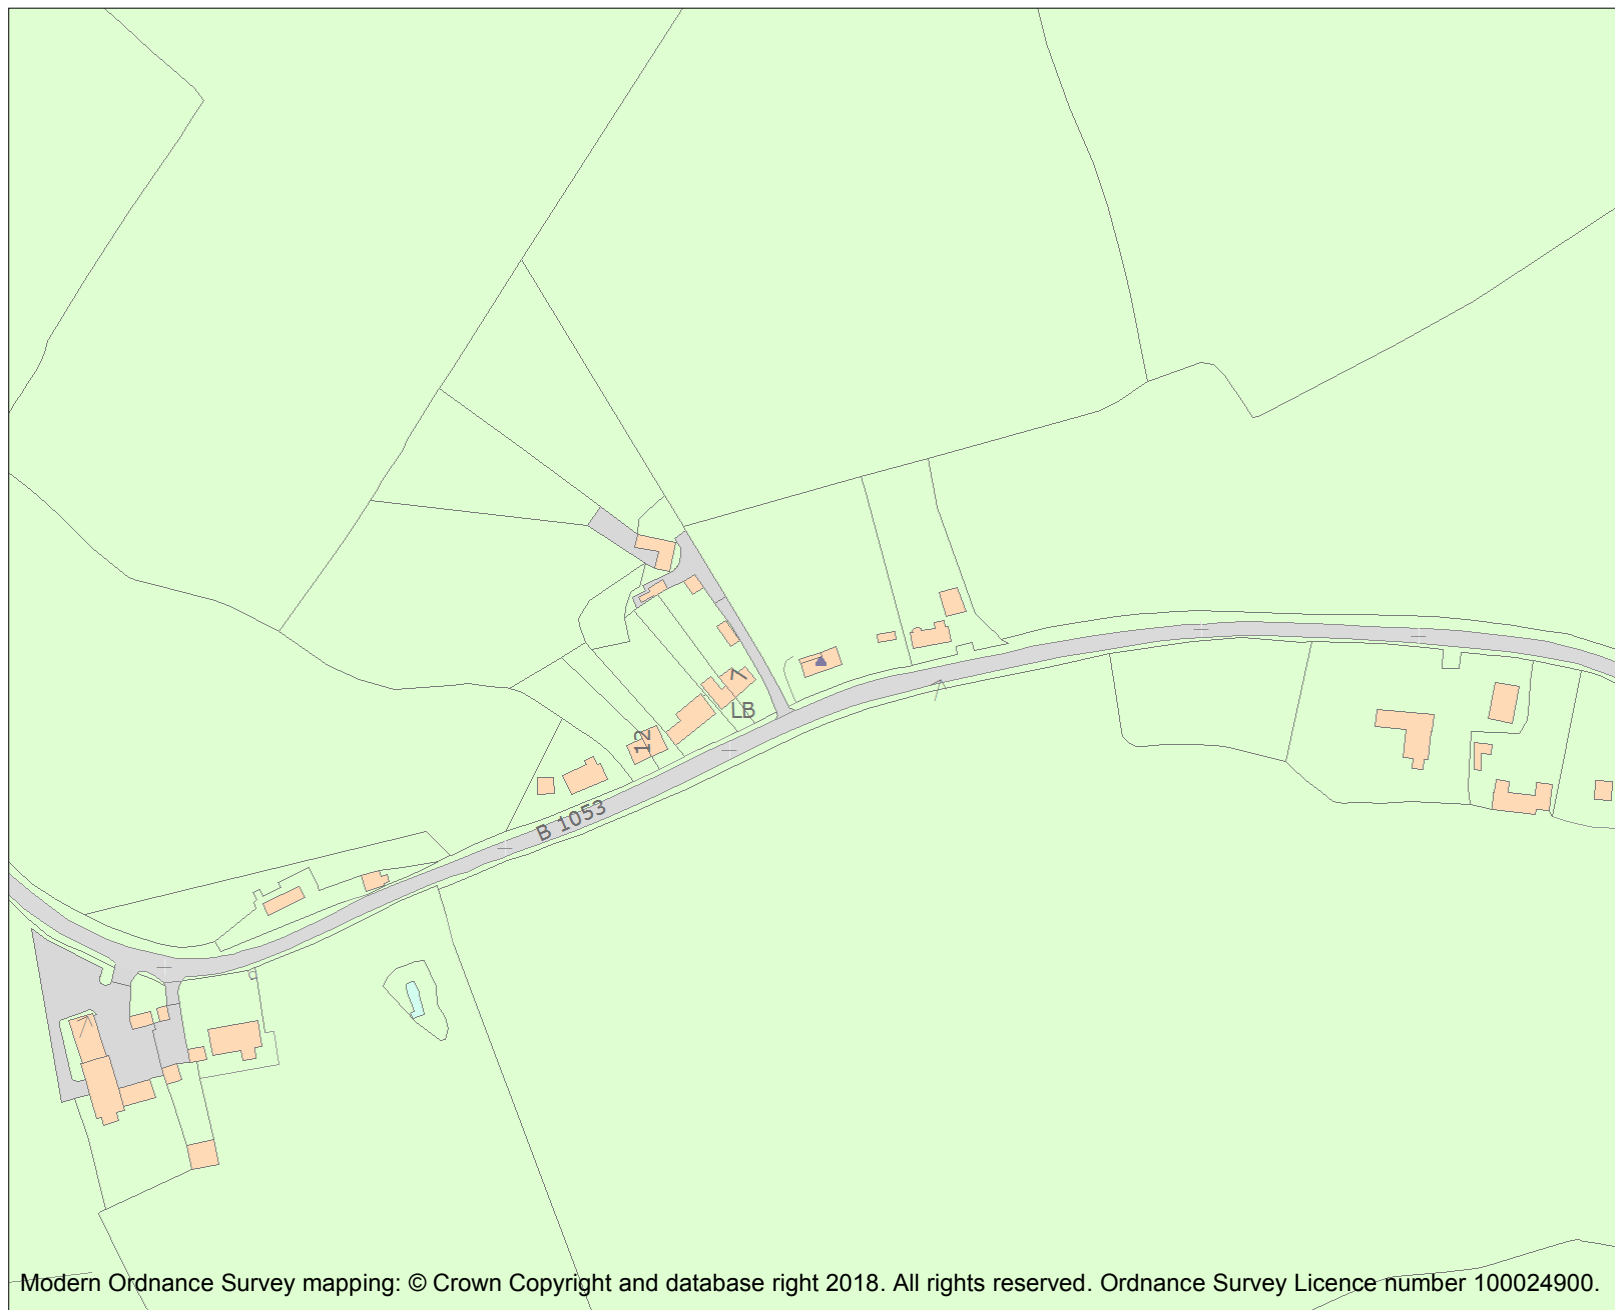 7
LB
12
B 1053
Modern Ordnance Survey mapping: © Crown Copyright and database right 2018. All rights reserved. Ordnance Survey Licence number 100024900.